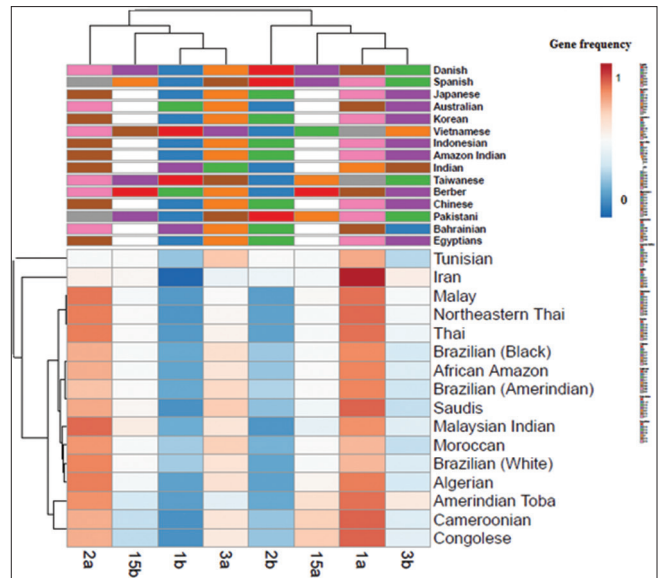 Gene frequency
1
0
Danish
Spanish
Japanese
Australian
Korean
Vietnamese
Indonesian
Amazon Indian
Indian
Taiwanese
Berber
Chinese
Pakistani
Bahrainian
Egyptians
Tunisian
Iran
Malay
Northeastern Thai
Thai
Brazilian (Black)
African Amazon
Brazilian (Amerindian)
Saudis
Malaysian Indian
Moroccan
Brazilian (White)
Algerian
Amerindian Toba
Cameroonian
Congolese
2a 15b 1b 3a 2b 15a 1a 3b